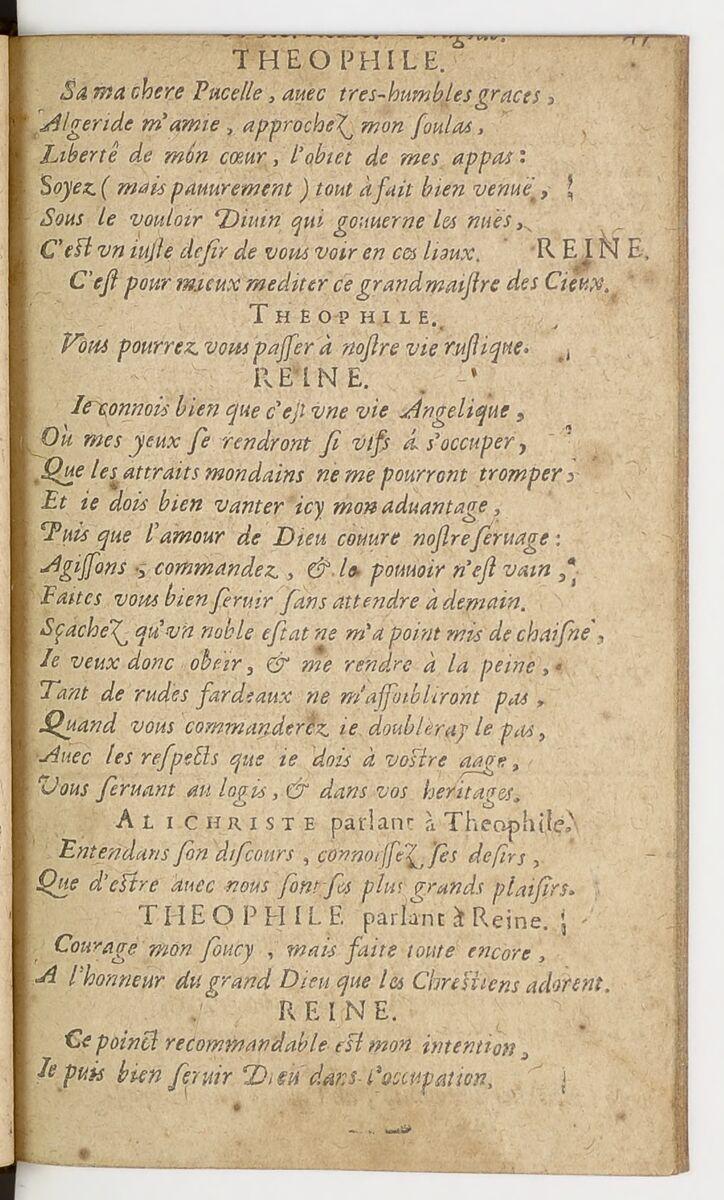 THEOPHILE.
Sa ma chere Pucelle, auec tres-humbles graces,
Algeride m'amie, approchez mon soulas,
Libertê de món cœur, l'obiet de mes appas:
Soyez (mais pauurement) tout à fait bien venuë,
Sous le vouloir Diuin qui gouuerne les nuës,
C'est vn iuste desir de vous voir en ces lieux. REINE.
C'est pour mieux mediter ce grand maistre des Cieux.
THEOPHILE.
Vous pourrez vous passer à nostre vie rustique.
REINE.
Ie connois bien que c'est vne vie Angelique,
Où mes yeux se rendront si vifs á s'occuper,
Que les attraits mondains ne me pourront tromper,
Et ie dois bien vanter icy mon aduantage,
Puis que l'amour de Dieu couure nostre seruage:
Agissons, commandez, & le pouuoir n'est vain,
Faites vous bien seruir sans attendre à demain.
Sçachez qu'vn noble estat ne m'a point mis de chaisne,
Ie veux donc obeir, & me rendre à la peine,
Tant de rudes fardeaux ne m'assoibliront pas,
Quand vous commanderez ie doubleray le pas,
Auec les respects que ie dois à vostre aage,
Vous seruant au logis, & dans vos heritages.
ALICHRISTE parlant à Theophile.
Entendans son discours, connoissez ses desirs,
Que d'estre auec nous sont ses plus grands plaisirs.
THEOPHILE parlant à Reine.
Courage mon soucy, mais faite toute encore,
A l'honneur du grand Dieu que les Chrestiens adorent.
REINE.
Ce poinct recommandable est mon intention,
Ie puis bien seruir Dieu dans l'occupation,